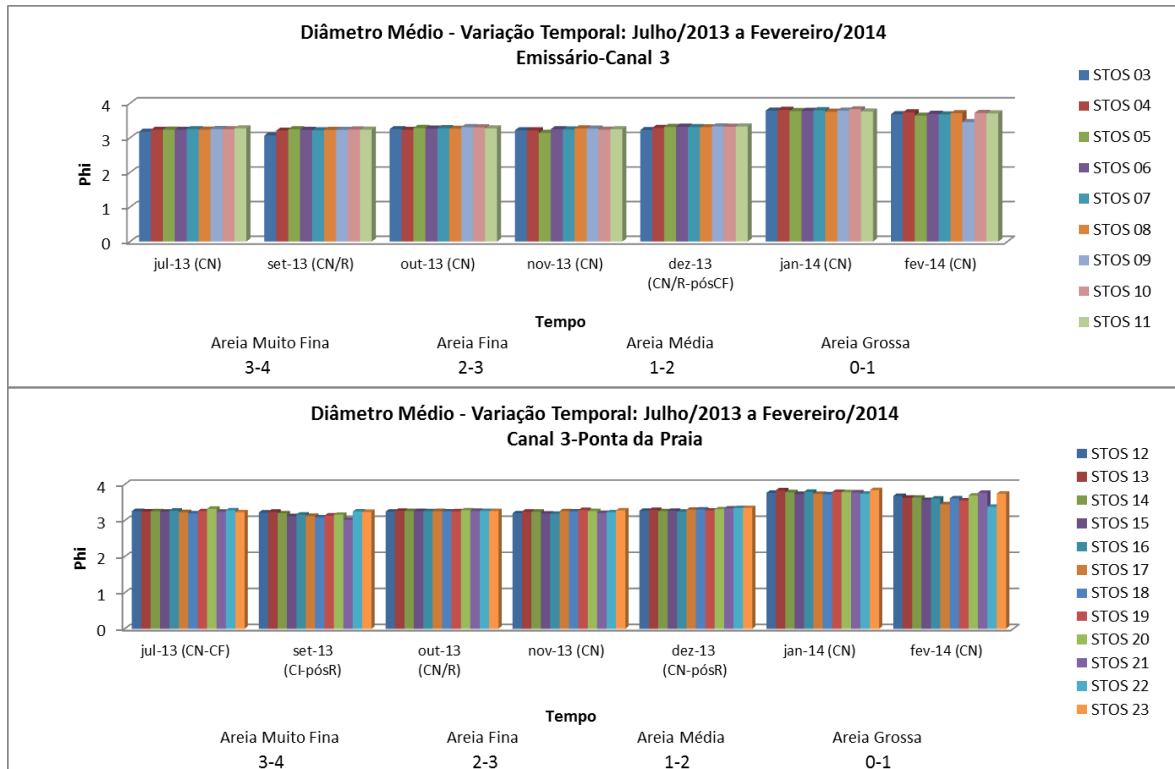 Diâmetro Médio - Variação Temporal: Julho/2013 a Fevereiro/2014
Emissário-Canal 3
Phi
4
3
2
1
0
jul-13 (CN)
set-13 (CN/R)
out-13 (CN)
nov-13 (CN)
dez-13
(CN/R-pósCF)
jan-14 (CN)
fev-14 (CN)
Tempo
Areia Muito Fina
3-4
Areia Fina
2-3
Areia Média
1-2
Areia Grossa
0-1
STOS 03
STOS 04
STOS 05
STOS 06
STOS 07
STOS 08
STOS 09
STOS 10
STOS 11
Diâmetro Médio - Variação Temporal: Julho/2013 a Fevereiro/2014
Canal 3-Ponta da Praia
Phi
4
3
2
1
0
jul-13 (CN-CF)
set-13
(CI-pósR)
out-13
(CN/R)
nov-13 (CN)
dez-13
(CN-pósR)
jan-14 (CN)
fev-14 (CN)
Tempo
Areia Muito Fina
3-4
Areia Fina
2-3
Areia Média
1-2
Areia Grossa
0-1
STOS 12
STOS 13
STOS 14
STOS 15
STOS 16
STOS 17
STOS 18
STOS 19
STOS 20
STOS 21
STOS 22
STOS 23